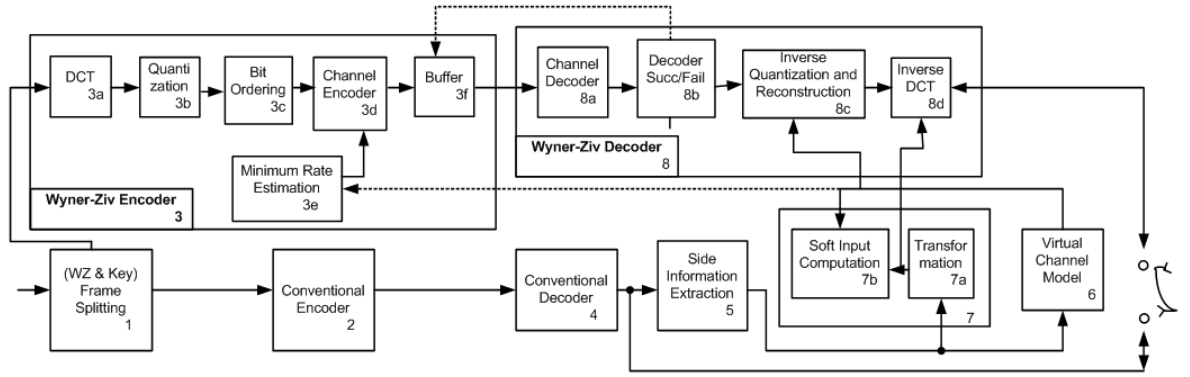 DCT
3a
Quanti
zation
3b
Bit
Ordering
3c
Channel
Encoder
3d
Buffer
3f
Minimum Rate
Estimation
3e
Wyner-Ziv Encoder
3
Channel
Decoder
8a
Decoder
Succ/Fail
8b
Inverse
Quantization and
Reconstruction
8c
Inverse
DCT
8d
Wyner-Ziv Decoder
8
(WZ & Key)
Frame
Splitting
1
Conventional
Encoder
2
Conventional
Decoder
4
Side
Information
Extraction
5
Soft Input
Computation
7b
Transfor
mation
7a
7
Virtual
Channel
Model
6